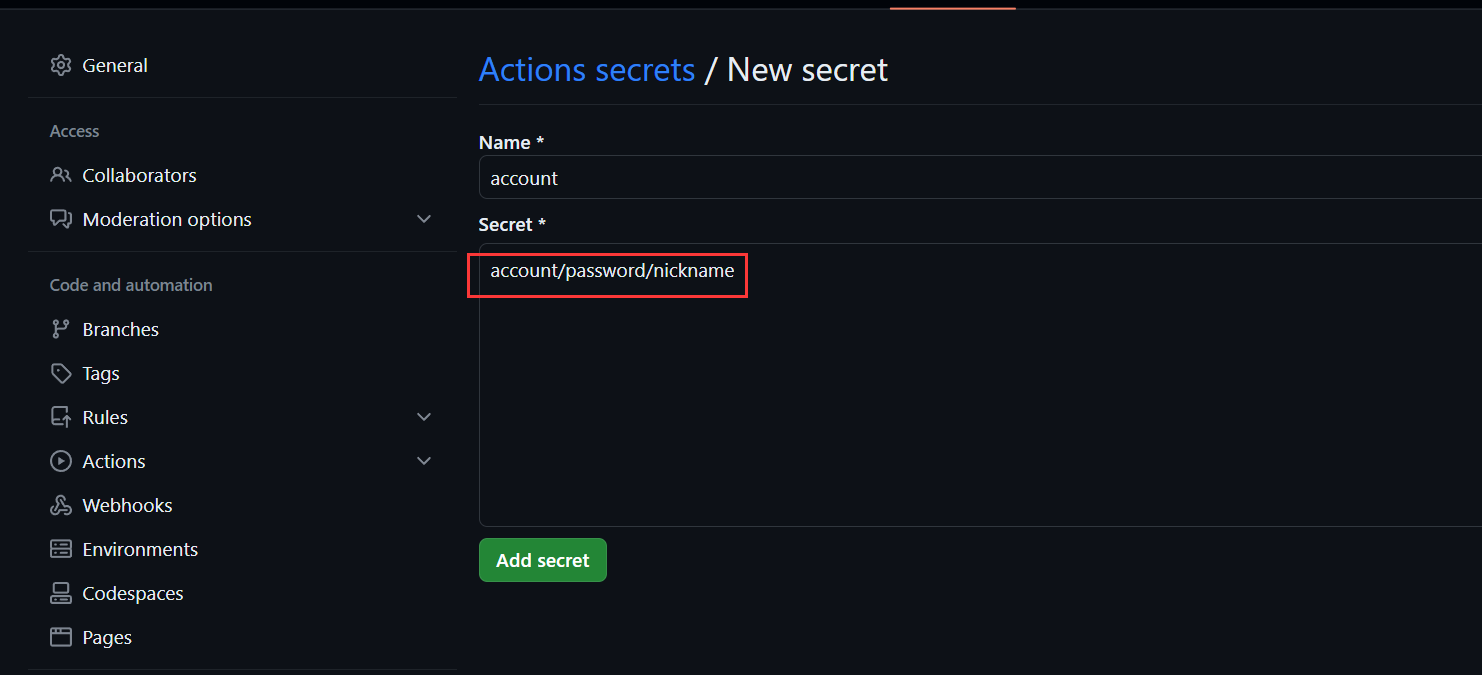 General
Access
Collaborators
Moderation options
Code and automation
Branches
Tags
Rules
Actions
Webhooks
Environments
Codespaces
Pages
Actions secrets / New secret
Name *
account
Secret *
account/password/nickname
Add secret